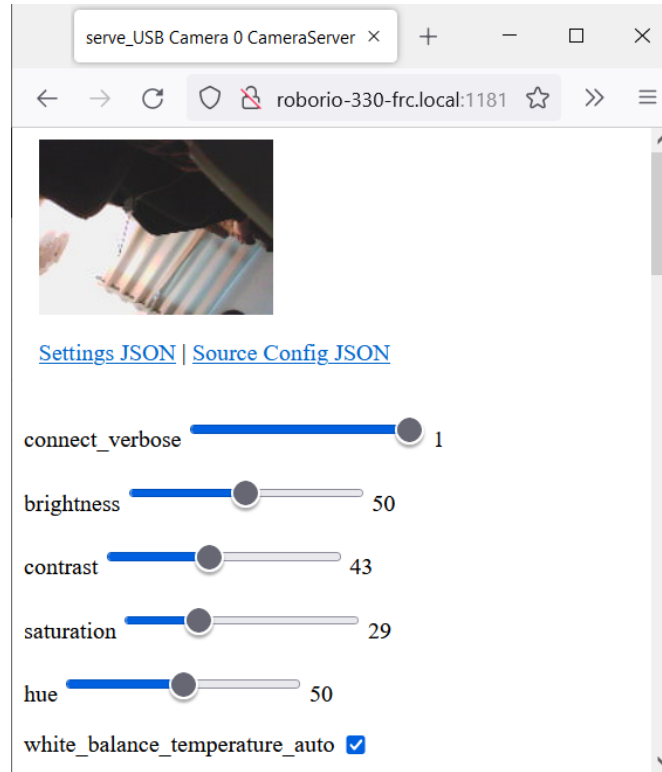 serve_USB Camera 0 CameraServer
roborio-330-frc.local:1181
Settings JSON | Source Config JSON
connect_verbose 1
brightness 50
contrast 43
saturation 29
hue 50
white_balance_temperature_auto